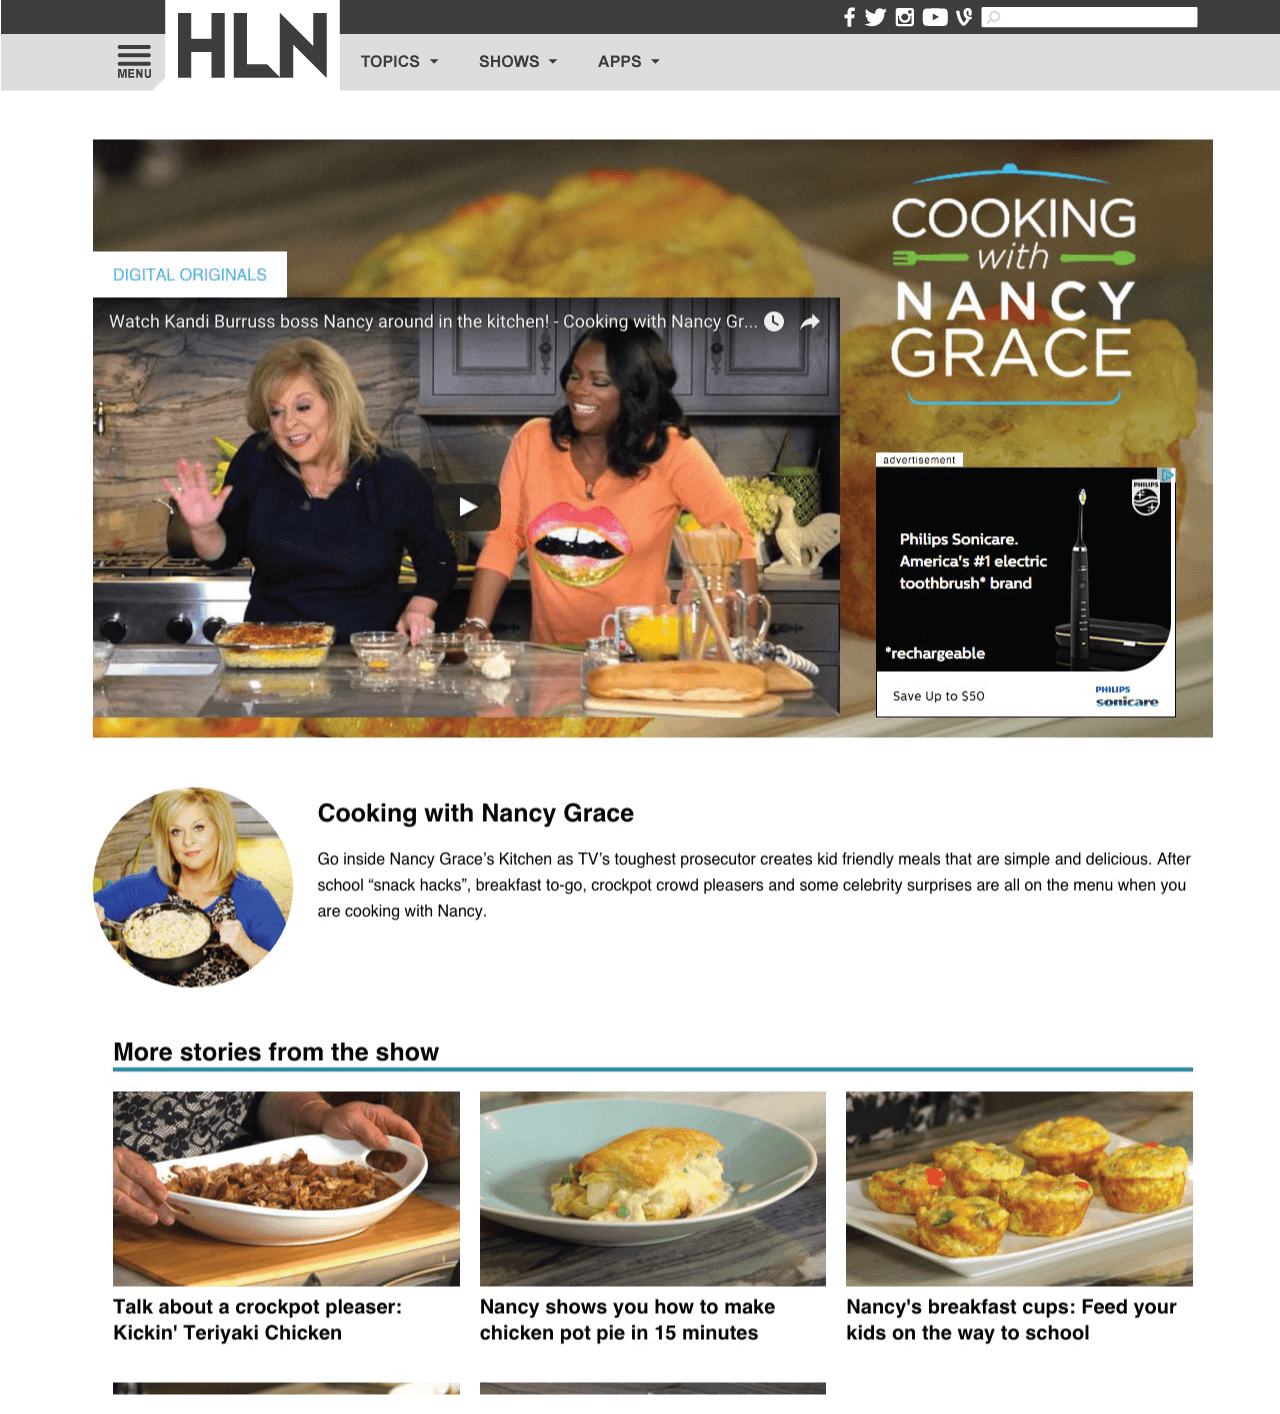 MENU
HLN
TOPICS
SHOWS
APPS
COOKING
with
NANCY
GRACE
DIGITAL ORIGINALS
Watch Kandi Burruss boss Nancy around in the kitchen! - Cooking with Nancy Gr...
advertisement
PHILIPS
Philips Sonicare.
America's #1 electric
toothbrush* brand
*rechargeable
Save Up to $50
PHILIPS
sonicare
Cooking with Nancy Grace
Go inside Nancy Grace’s Kitchen as TV’s toughest prosecutor creates kid friendly meals that are simple and delicious. After
school “snack hacks”, breakfast to-go, crockpot crowd pleasers and some celebrity surprises are all on the menu when you
are cooking with Nancy.
More stories from the show
Talk about a crockpot pleaser:
Kickin' Teriyaki Chicken
Nancy shows you how to make
chicken pot pie in 15 minutes
Nancy's breakfast cups: Feed your
kids on the way to school